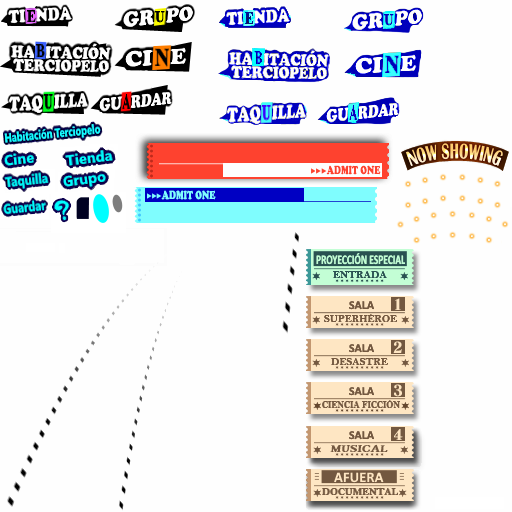 TIENDA
GRUPO
TIENDA
GRUPO
HABITACIÓN
TERCIOPELO
CINE
HABITACIÓN
TERCIOPELO
CINE
TAQUILLA
GUARDAR
TAQUILLA
GUARDAR
Habitación Terciopelo
Cine
Tienda
Taquilla
Grupo
Guardar
?
ADMIT ONE
ADMIT ONE
NOW SHOWING
PROYECCIÓN ESPECIAL
ENTRADA
SALA 1
SUPERHÉROE
SALA 2
DESASTRE
SALA 3
CIENCIA FICCIÓN
SALA 4
MUSICAL
AFUERA
DOCUMENTAL